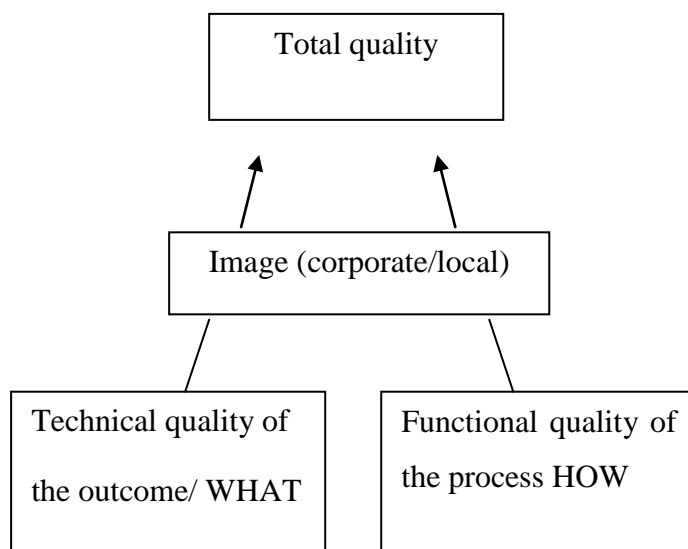 Total quality
Image (corporate/local)
Technical quality of
the outcome/ WHAT
Functional quality of
the process HOW